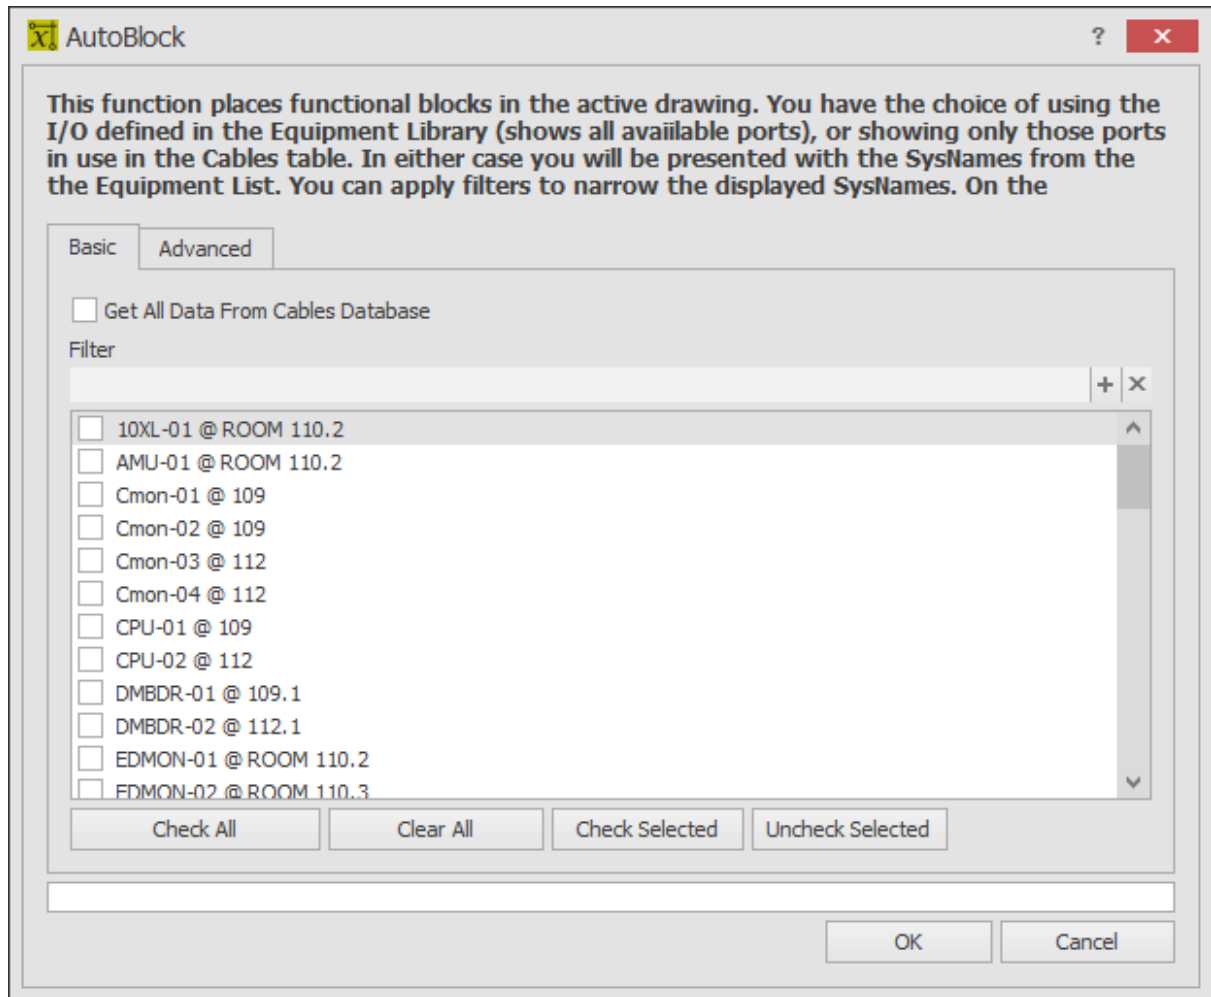 AutoBlock
This function places functional blocks in the active drawing. You have the choice of using the
I/O defined in the Equipment Library (shows all avaiilable ports), or showing only those ports
in use in the Cables table. In either case you will be presented with the SysNames from the
the Equipment List. You can apply filters to narrow the displayed SysNames. On the
Basic Advanced
Get All Data From Cables Database
Filter
10XL-01 @ ROOM 110.2
AMU-01 @ ROOM 110.2
Cmon-01 @ 109
Cmon-02 @ 109
Cmon-03 @ 112
Cmon-04 @ 112
CPU-01 @ 109
CPU-02 @ 112
DMBDR-01 @ 109.1
DMBDR-02 @ 112.1
EDMON-01 @ ROOM 110.2
EDMON-02 @ ROOM 110.3
Check All Clear All Check Selected Uncheck Selected
OK Cancel